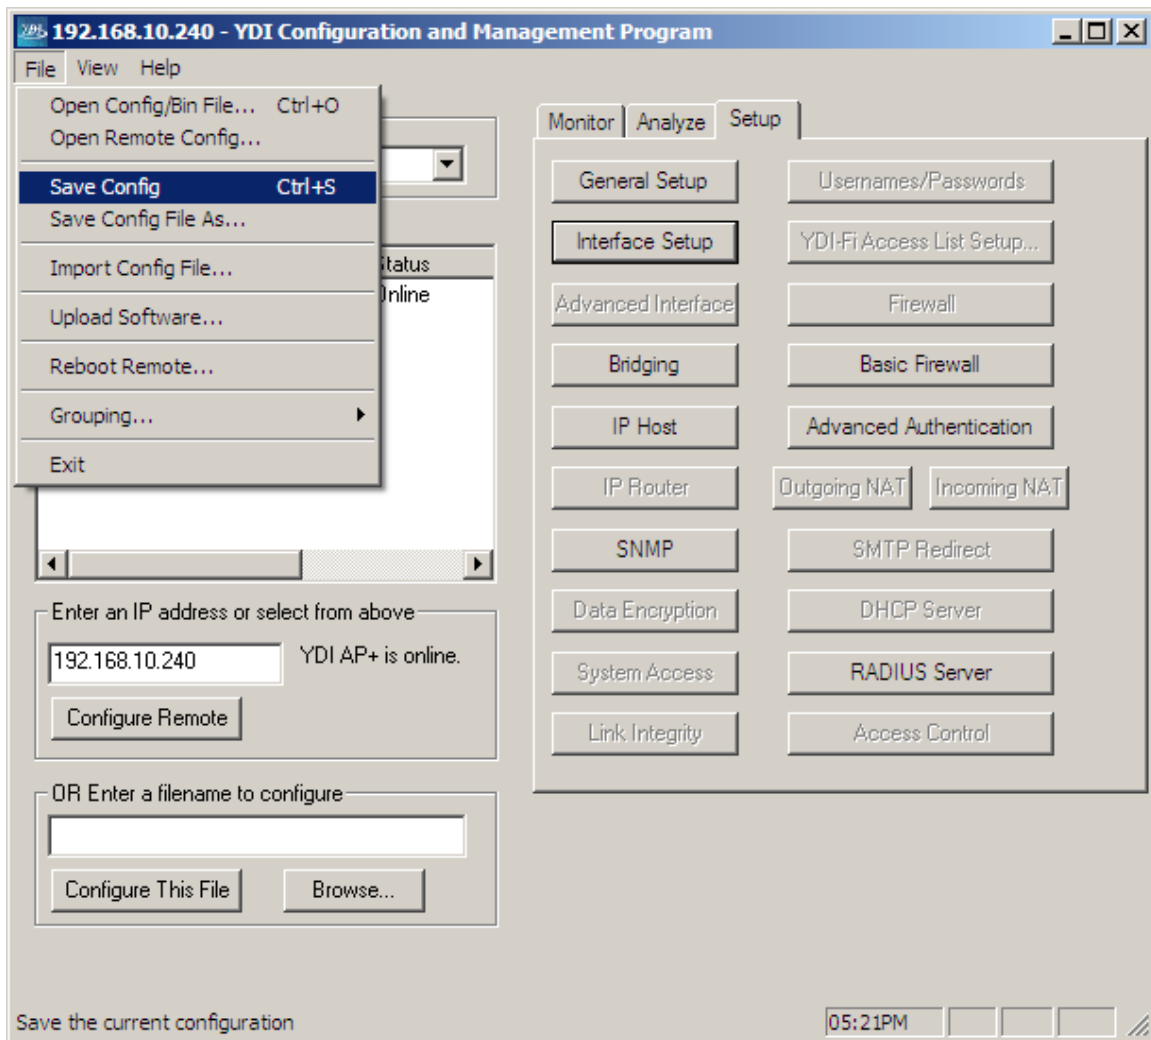 192.168.10.240 - YDI Configuration and Management Program
File View Help
Open Config/Bin File... Ctrl+O
Open Remote Config...
Save Config Ctrl+S
Save Config File As...
Import Config File...
Upload Software...
Reboot Remote...
Grouping...
Exit
Status
Online
Enter an IP address or select from above
192.168.10.240 YDI AP+ is online.
Configure Remote
OR Enter a filename to configure
Configure This File Browse...
Monitor Analyze Setup
General Setup Usernames/Passwords
Interface Setup YDI-Fi Access List Setup...
Advanced Interface Firewall
Bridging Basic Firewall
IP Host Advanced Authentication
IP Router Outgoing NAT Incoming NAT
SNMP SMTP Redirect
Data Encryption DHCP Server
System Access RADIUS Server
Link Integrity Access Control
Save the current configuration 05:21PM